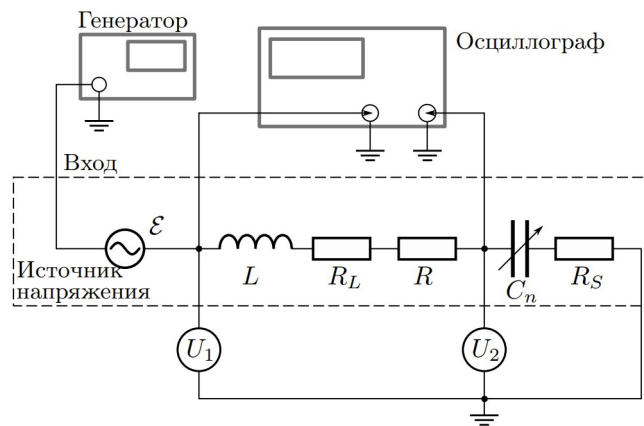 Генератор
Осциллограф
Вход
ℰ
Источник
напряжения
L
R_L
R
C_n
R_S
U_1
U_2